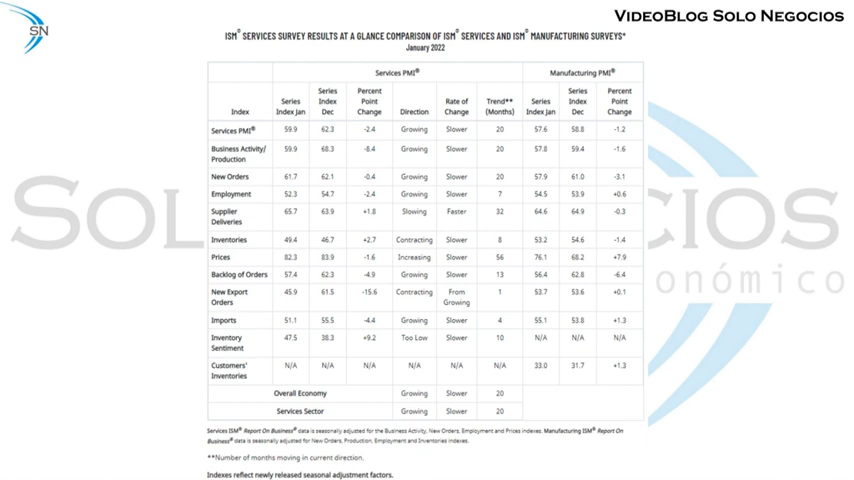 SN
VideoBlog Solo Negocios
ISM® SERVICES SURVEY RESULTS AT A GLANCE COMPARISON OF ISM® SERVICES AND ISM® MANUFACTURING SURVEYS*
January 2022
Services PMI® Manufacturing PMI®
Index Series Index Jan Series Index Dec Percent Point Change Direction Rate of Change Trend** (Months) Series Index Jan Series Index Dec Percent Point Change
Services PMI® 59.9 62.3 -2.4 Growing Slower 20 57.6 58.8 -1.2
Business Activity/ Production 59.9 68.3 -8.4 Growing Slower 20 57.8 59.4 -1.6
New Orders 61.7 62.1 -0.4 Growing Slower 20 57.9 61.0 -3.1
Employment 52.3 54.7 -2.4 Growing Slower 7 54.5 53.9 +0.6
Supplier Deliveries 65.7 63.9 +1.8 Slowing Faster 32 64.6 64.9 -0.3
Inventories 49.4 46.7 +2.7 Contracting Slower 8 53.2 54.6 -1.4
Prices 82.3 83.9 -1.6 Increasing Slower 56 76.1 68.2 +7.9
Backlog of Orders 57.4 62.3 -4.9 Growing Slower 13 56.4 62.8 -6.4
New Export Orders 45.9 61.5 -15.6 Contracting From Growing 1 53.7 53.6 +0.1
Imports 51.1 55.5 -4.4 Growing Slower 4 55.1 53.8 +1.3
Inventory Sentiment 47.5 38.3 +9.2 Too Low Slower 10 N/A N/A N/A
Customers' Inventories N/A N/A N/A N/A N/A N/A 33.0 31.7 +1.3
Overall Economy Growing Slower 20
Services Sector Growing Slower 20
Services ISM® Report On Business® data is seasonally adjusted for the Business Activity, New Orders, Employment and Prices indexes. Manufacturing ISM® Report On
Business® data is seasonally adjusted for New Orders, Production, Employment and Inventories indexes.
**Number of months moving in current direction.
Indexes reflect newly released seasonal adjustment factors.